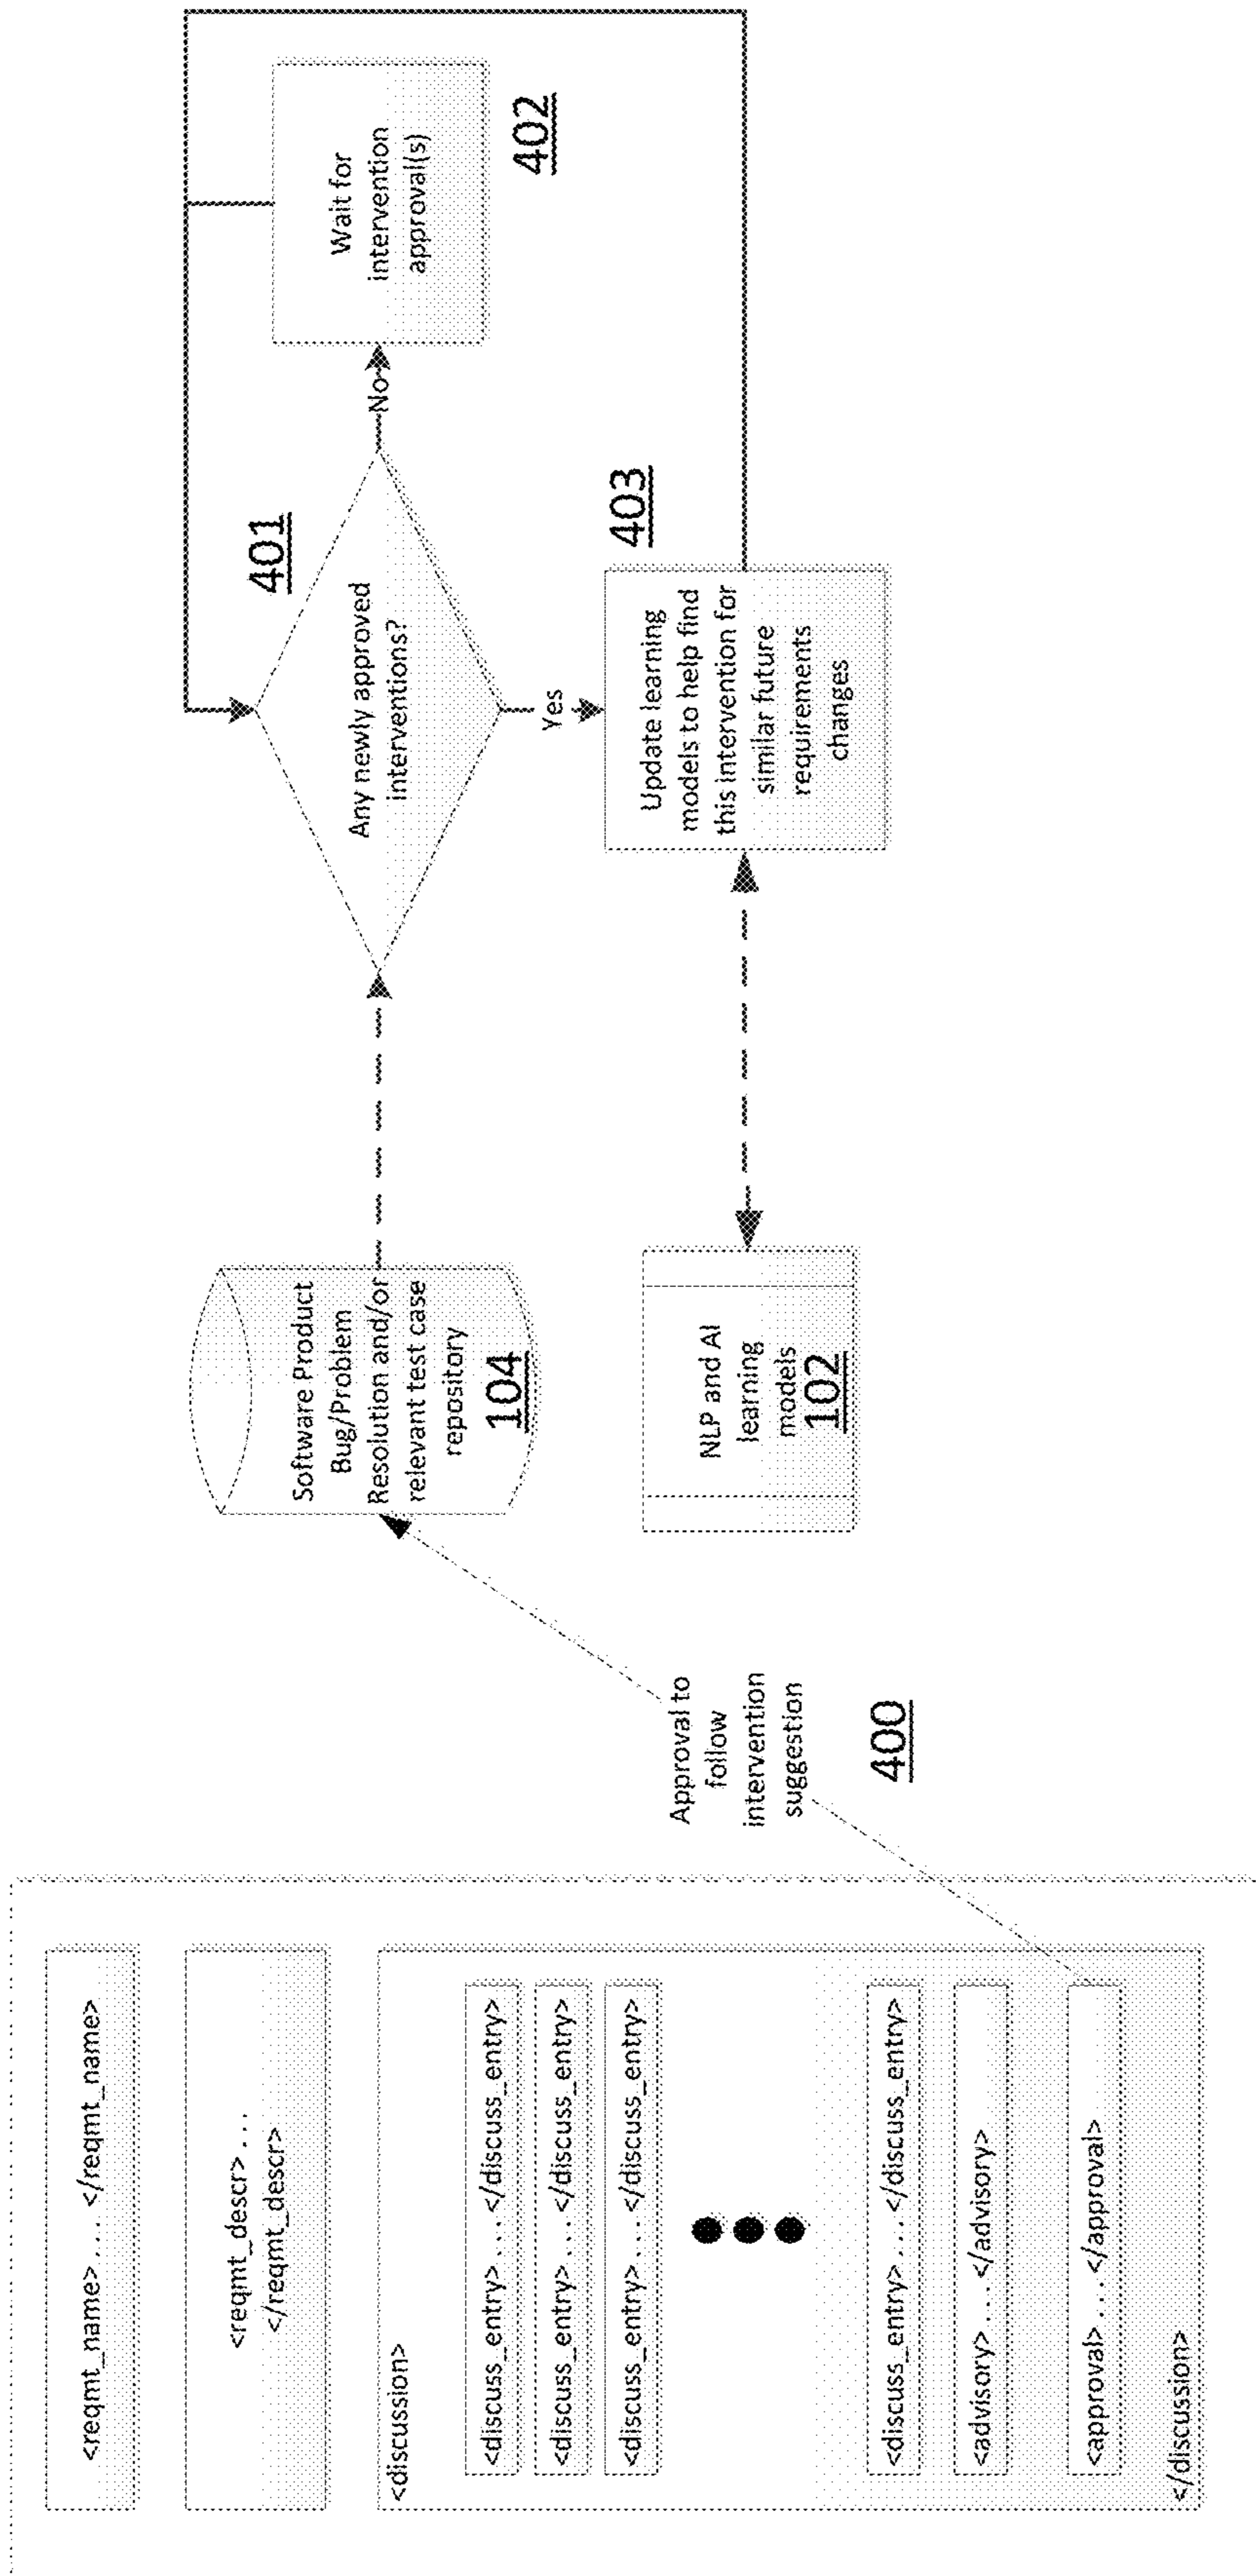 <reqmt_name>... </reqmt_name>
<reqmt_descr>...
</reqmt_descr>
<discussion>
<discuss_entry>...</discuss_entry>
<discuss_entry>...</discuss_entry>
<discuss_entry>...</discuss_entry>
<discuss_entry>....</discuss_entry>
<advisory>....</advisory>
<approval>...</approval>
</discussion>
Approval to
follow
intervention
suggestion
400
Software Product
Bug/Problem
Resolution and/or
relevant test case
repository
104
NLP and AI
learning
models
102
401
Any newly approved
interventions?
No
Yes
Wait for
intervention
approval(s)
402
403
Update learning
models to help find
this intervention for
similar future
requirements
changes